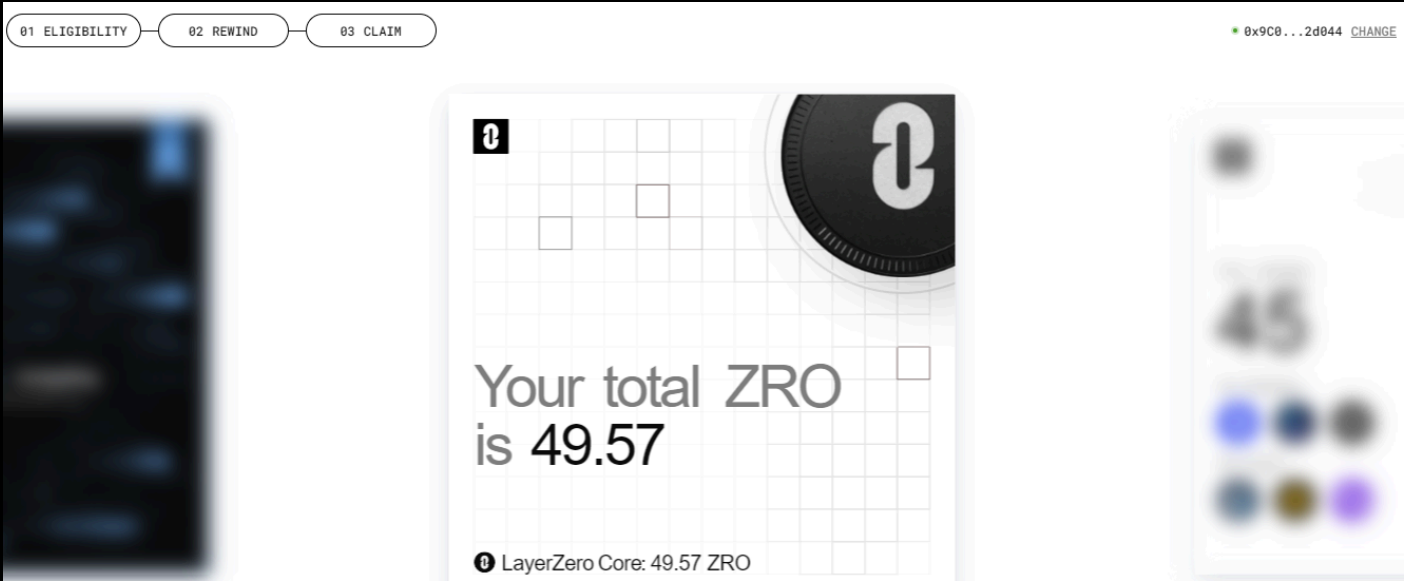 01 ELIGIBILITY
02 REWIND
03 CLAIM
0x9C0...2d044 CHANGE
Your total ZRO
is 49.57
LayerZero Core: 49.57 ZRO
45